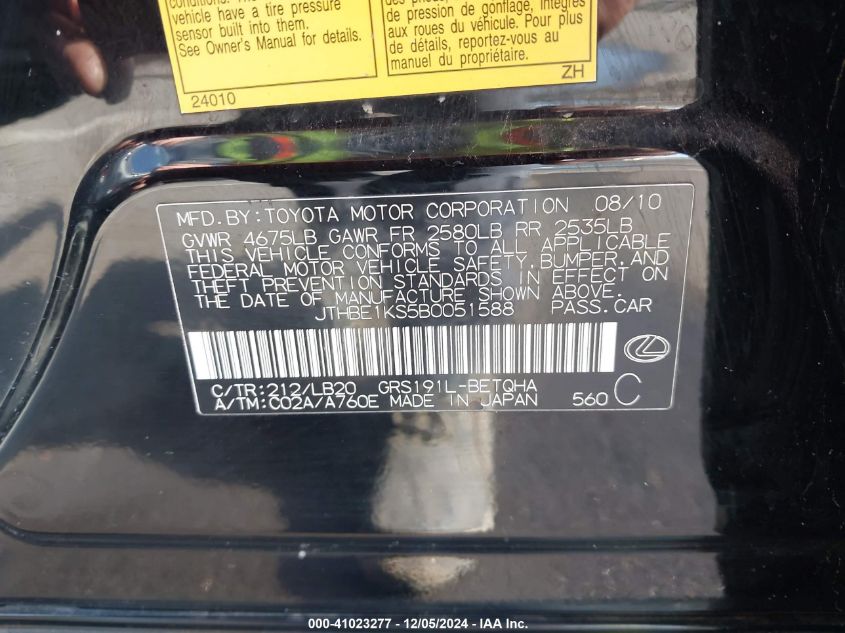 conditions. The
vehicle have a tire pressure
sensor built into them.
See Owner's Manual for details.
24010
de pression de gonflage, intégrés
aux roues du véhicule. Pour plus
de détails, reportez-vous au
manuel du propriétaire.
ZH
MFD.BY:TOYOTA MOTOR CORPORATION 08/10
GVWR 4675LB GAWR FR 2580LB RR 2535LB
THIS VEHICLE CONFORMS TO ALL APPLICABLE
FEDERAL MOTOR VEHICLE SAFETY, BUMPER, AND
THEFT PREVENTION STANDARDS IN EFFECT ON
THE DATE OF MANUFACTURE SHOWN ABOVE.
JTHBE1KS5B0051588 PASS.CAR
C/TR:212/LB20 GRS191L-BETQHA
A/TM:C02A/A760E MADE IN JAPAN 560 C
000-41023277 - 12/05/2024 - IAA Inc.